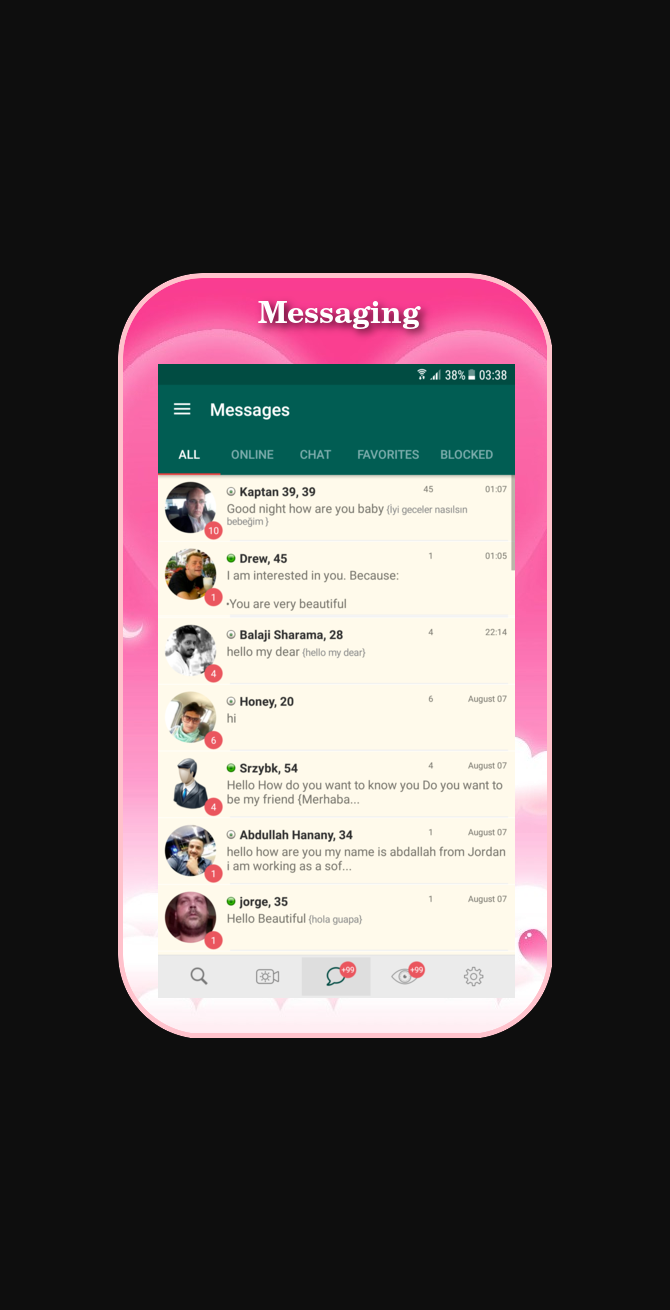 Messaging
38% 03:38
Messages
ALL ONLINE CHAT FAVORITES BLOCKED
Kaptan 39, 39 45 01:07
Good night how are you baby {İyi geceler nasılsın
bebeğim }
10
Drew, 45 1 01:05
I am interested in you. Because:
•You are very beautiful
1
Balaji Sharama, 28 4 22:14
hello my dear {hello my dear}
4
Honey, 20 6 August 07
hi
6
Srzybk, 54 4 August 07
Hello How do you want to know you Do you want to
be my friend {Merhaba...
4
Abdullah Hanany, 34 1 August 07
hello how are you my name is abdallah from Jordan
i am working as a sof...
1
jorge, 35 1 August 07
Hello Beautiful {hola guapa}
1
+99 +99